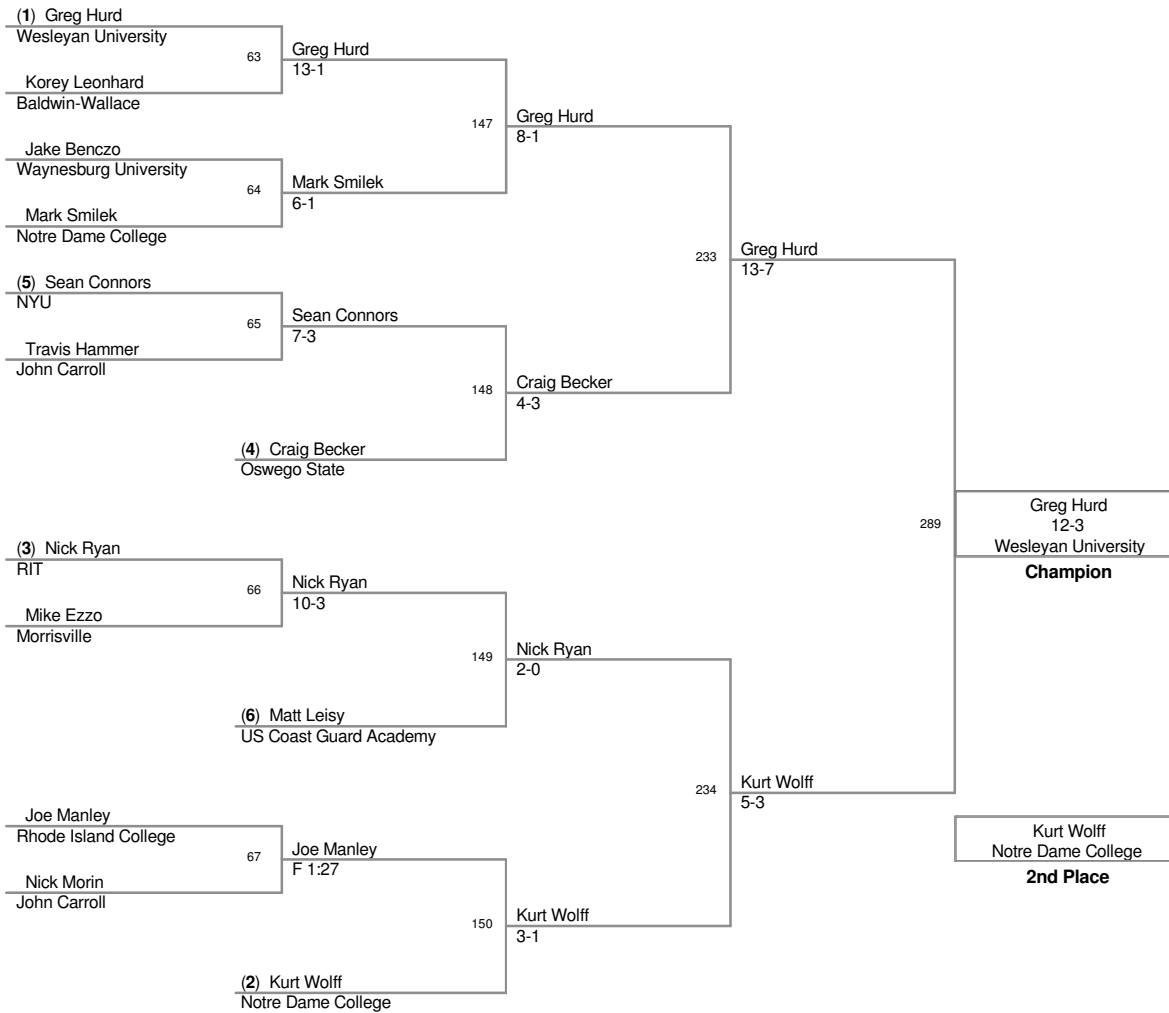 (1) Greg Hurd
Wesleyan University
63
Greg Hurd
13-1
Korey Leonhard
Baldwin-Wallace
147
Greg Hurd
8-1
Jake Benczo
Waynesburg University
64
Mark Smilek
6-1
Mark Smilek
Notre Dame College
233
Greg Hurd
13-7
(5) Sean Connors
NYU
65
Sean Connors
7-3
Travis Hammer
John Carroll
148
Craig Becker
4-3
(4) Craig Becker
Oswego State
289
Greg Hurd
12-3
Wesleyan University
Champion
(3) Nick Ryan
RIT
66
Nick Ryan
10-3
Mike Ezzo
Morrisville
149
Nick Ryan
2-0
(6) Matt Leisy
US Coast Guard Academy
234
Kurt Wolff
5-3
Joe Manley
Rhode Island College
67
Joe Manley
F 1:27
Nick Morin
John Carroll
150
Kurt Wolff
3-1
(2) Kurt Wolff
Notre Dame College
Kurt Wolff
Notre Dame College
2nd Place